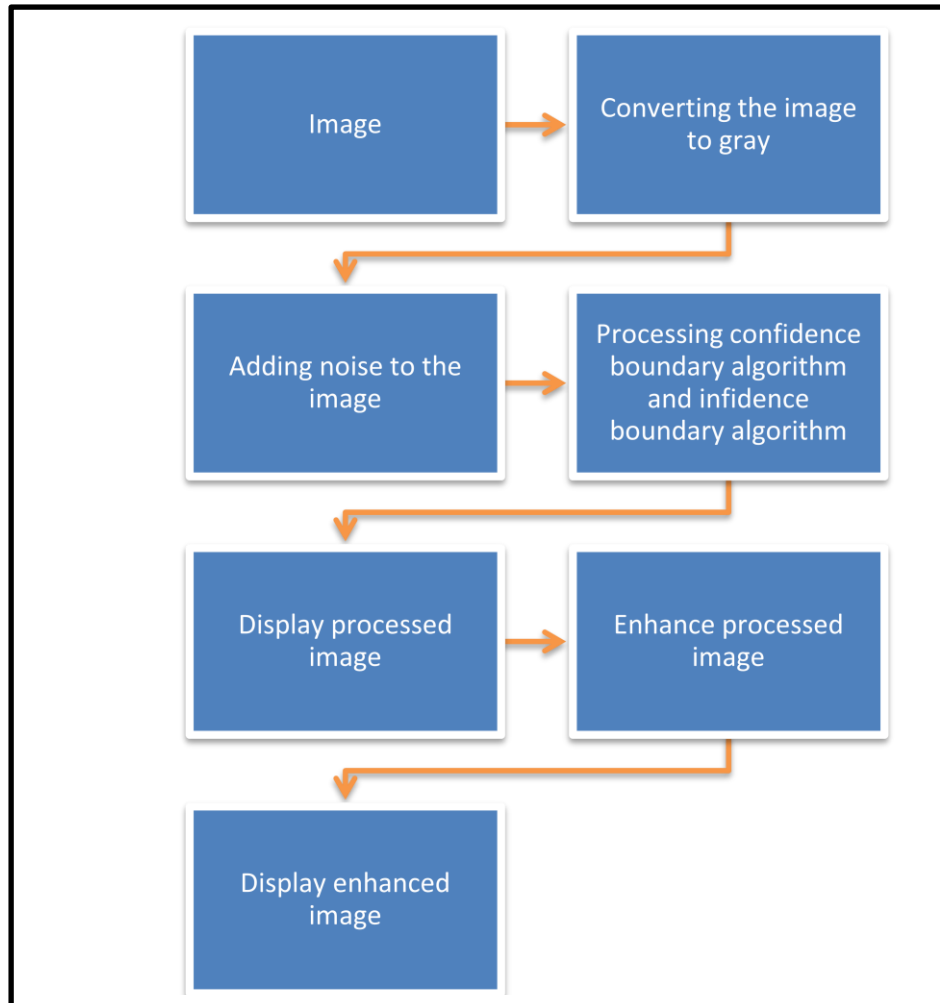 Image
Converting the image
to gray
Adding noise to the
image
Processing confidence
boundary algorithm
and infidence
boundary algorithm
Display processed
image
Enhance processed
image
Display enhanced
image